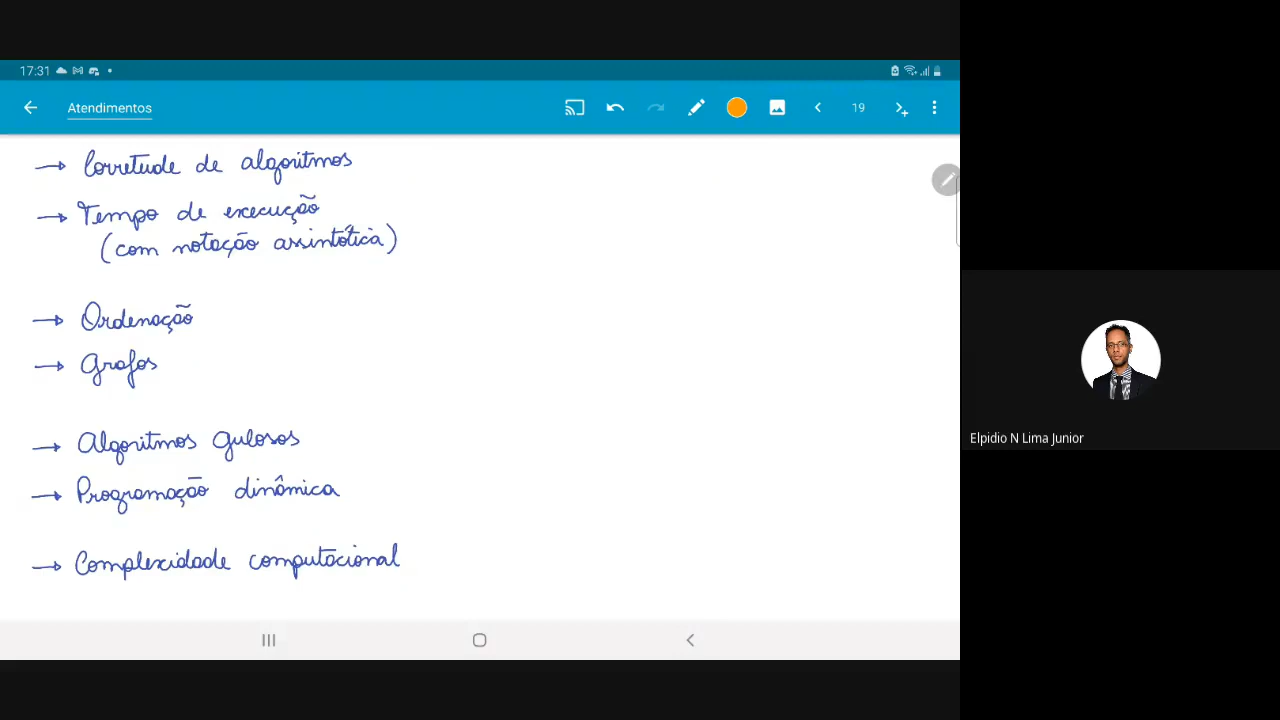 17:31
Atendimentos
19
→ Corretude de algoritmos
→ Tempo de execução
(com notação assintótica)
→ Ordenação
→ Grafos
→ Algoritmos gulosos
→ Programação dinâmica
→ Complexidade computacional
Elpidio N Lima Junior